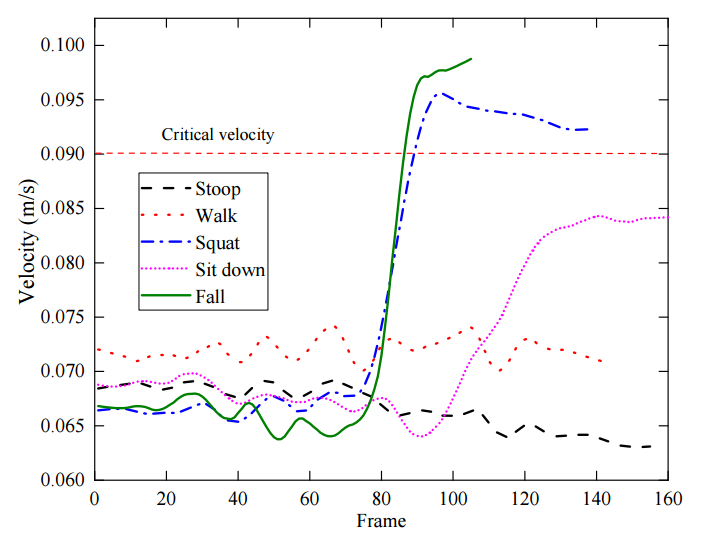 0.100
0.095
Critical velocity
0.090
Stoop
Walk
0.085
Squat
Sit down
0.080
Fall
0.075
0.070
0.065
0.060
Velocity (m/s)
0 20 40 60 80 100 120 140 160
Frame